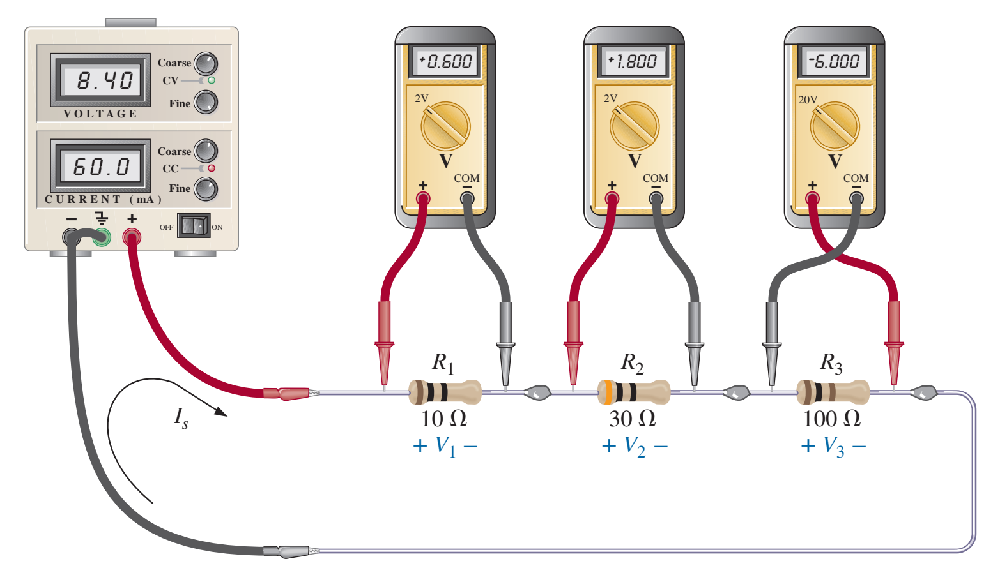 8.40
VOLTAGE
Coarse
CV
Fine
60.0
CURRENT (mA)
Coarse
CC
Fine
−
+
OFF
ON
+0.600
2V
V
+
COM
−
+1.800
2V
V
+
COM
−
-6.000
20V
V
+
COM
−
Is
R1
10 Ω
+ V1 −
R2
30 Ω
+ V2 −
R3
100 Ω
+ V3 −